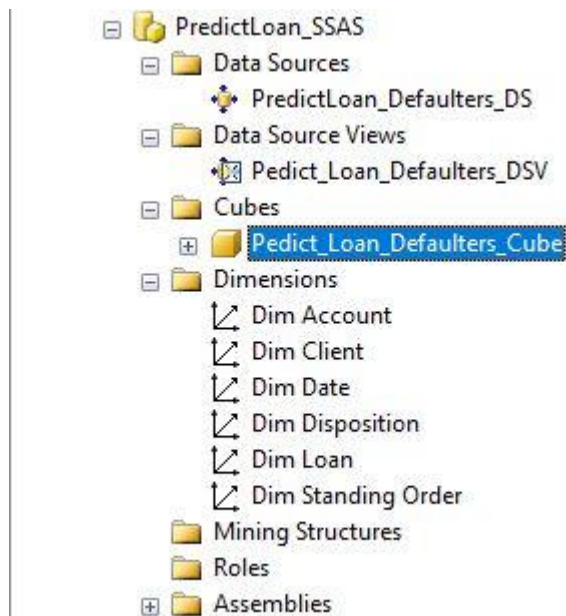 PredictLoan_SSAS
Data Sources
PredictLoan_Defaulters_DS
Data Source Views
Pedict_Loan_Defaulters_DSV
Cubes
Pedict_Loan_Defaulters_Cube
Dimensions
Dim Account
Dim Client
Dim Date
Dim Disposition
Dim Loan
Dim Standing Order
Mining Structures
Roles
Assemblies